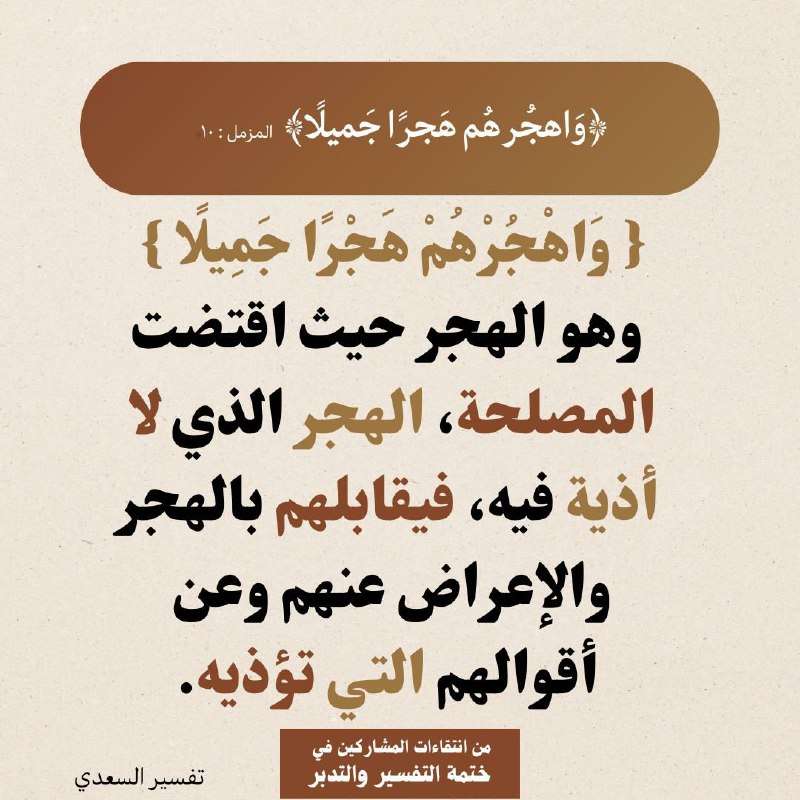 ﴿وَاهجُرهُم هَجرًا جَميلًا﴾ المزمل : ١٠
{ وَاهْجُرْهُمْ هَجْرًا جَمِيلًا }
وهو الهجر حيث اقتضت
المصلحة، الهجر الذي لا
أذية فيه، فيقابلهم بالهجر
والإعراض عنهم وعن
أقوالهم التي تؤذيه.
من انتقاءات المشاركين في
ختمة التفسير والتدبر
تفسير السعدي